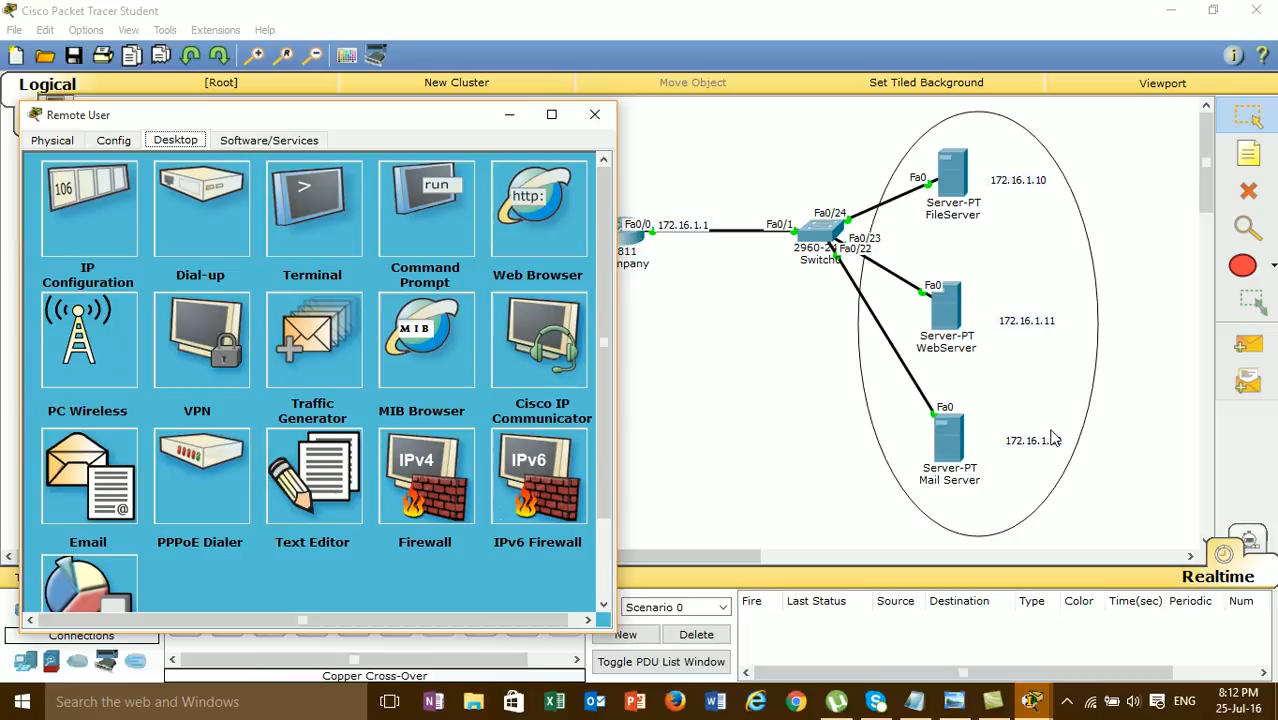 Cisco Packet Tracer Student
File Edit Options View Tools Extensions Help
Logical [Root] New Cluster Move Object Set Tiled Background Viewport
Remote User
Physical Config Desktop Software/Services
106 > run http:
IP Configuration
Dial-up
Terminal
Command Prompt
Web Browser
MIB
PC Wireless
VPN
Traffic Generator
MIB Browser
Cisco IP Communicator
@ IPv4 IPv6
Email
PPPoE Dialer
Text Editor
Firewall
IPv6 Firewall
Fa0/0 172.16.1.1 Fa0/1
811
mpany
Fa0/24
Fa0/23
Fa0/22
Fa0
Server-PT
FileServer
172.16.1.10
Fa0
Server-PT
WebServer
172.16.1.11
Fa0
Server-PT
Mail Server
Realtime
Scenario 0
Fire Last Status Source Destination Type Color Time(sec) Periodic Num
New Delete
Toggle PDU List Window
Connections
Copper Cross-Over
Search the web and Windows
ENG
8:12 PM
25-Jul-16